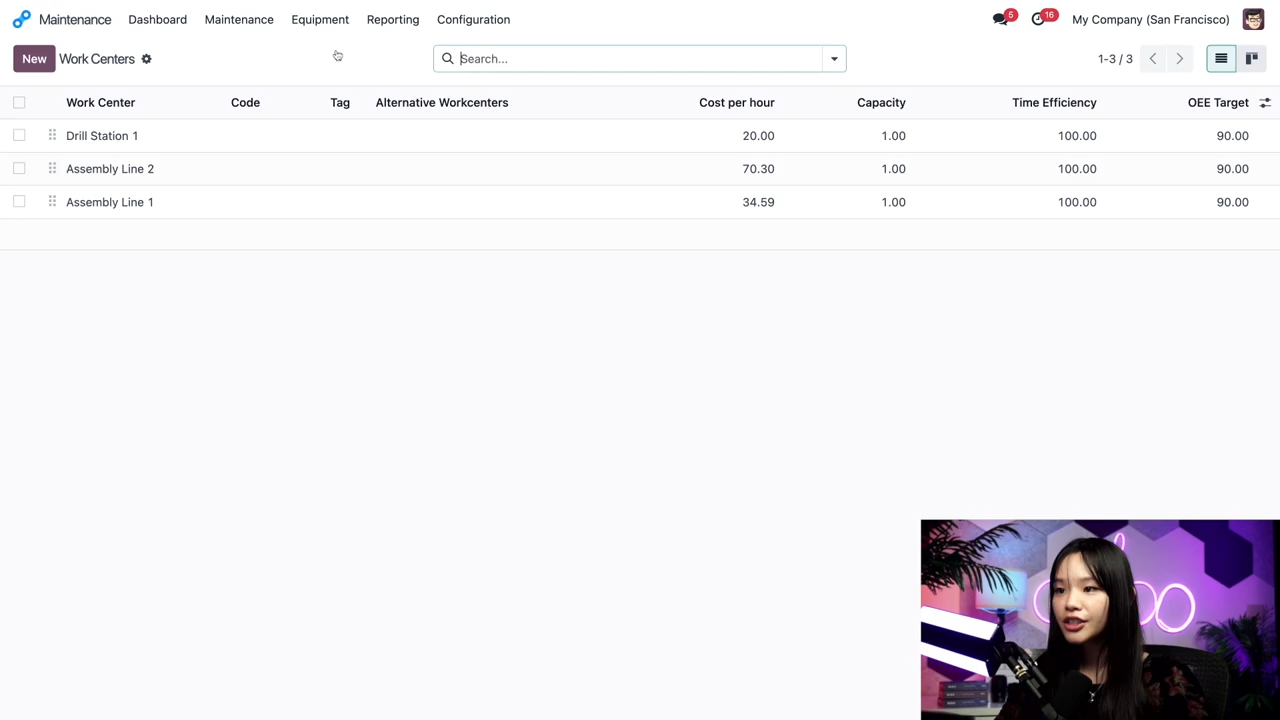 Maintenance Dashboard Maintenance Equipment Reporting Configuration 5 16 My Company (San Francisco)
New Work Centers Search... 1-3 / 3
Work Center Code Tag Alternative Workcenters Cost per hour Capacity Time Efficiency OEE Target
Drill Station 1 20.00 1.00 100.00 90.00
Assembly Line 2 70.30 1.00 100.00 90.00
Assembly Line 1 34.59 1.00 100.00 90.00